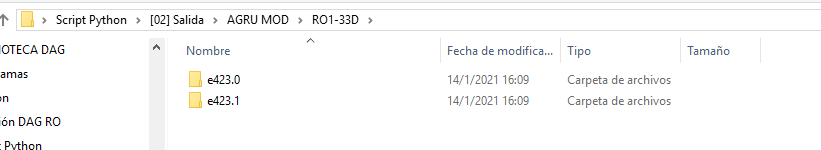 Script Python > [02] Salida > AGRU MOD > RO1-33D >
OTECA DAG
Nombre Fecha de modifica... Tipo Tamaño
amas
e423.0 14/1/2021 16:09 Carpeta de archivos
on
e423.1 14/1/2021 16:09 Carpeta de archivos
ión DAG RO
t Python